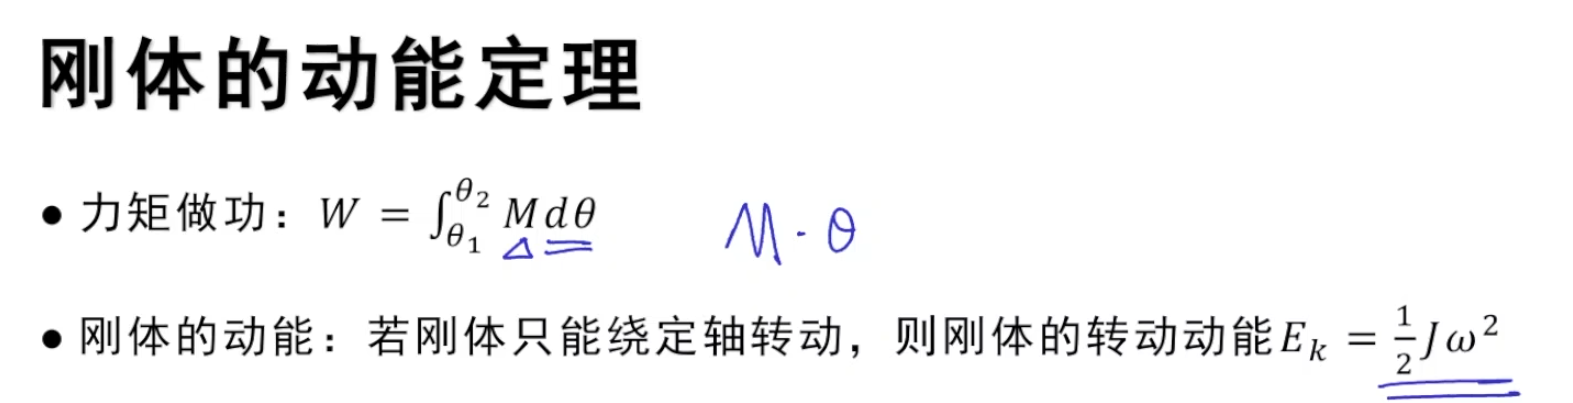 刚体的动能定理
● 力矩做功：$W = \int_{\theta_1}^{\theta_2} M d\theta$ M · θ
● 刚体的动能：若刚体只能绕定轴转动，则刚体的转动动能$E_k = \frac{1}{2} J\omega^2$